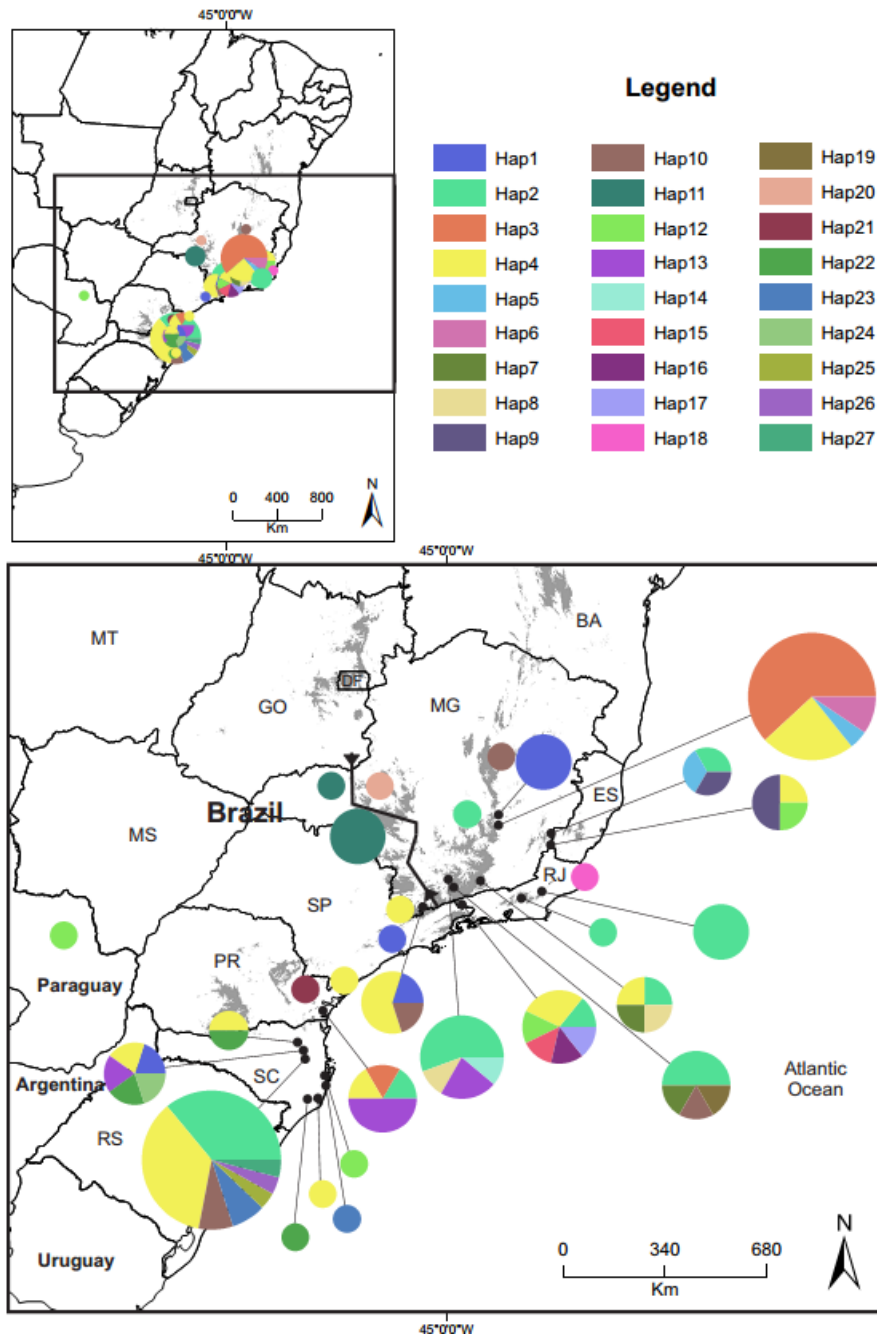 45°0'0"W
Legend
Hap1
Hap2
Hap3
Hap4
Hap5
Hap6
Hap7
Hap8
Hap9
Hap10
Hap11
Hap12
Hap13
Hap14
Hap15
Hap16
Hap17
Hap18
Hap19
Hap20
Hap21
Hap22
Hap23
Hap24
Hap25
Hap26
Hap27
N
0 400 800
Km
45°0'0"W
45°0'0"W
BA
MT
DF
GO
MG
ES
Brazil
MS
RJ
SP
PR
Paraguay
Argentina
SC
Atlantic
Ocean
RS
Uruguay
N
0 340 680
Km
45°0'0"W